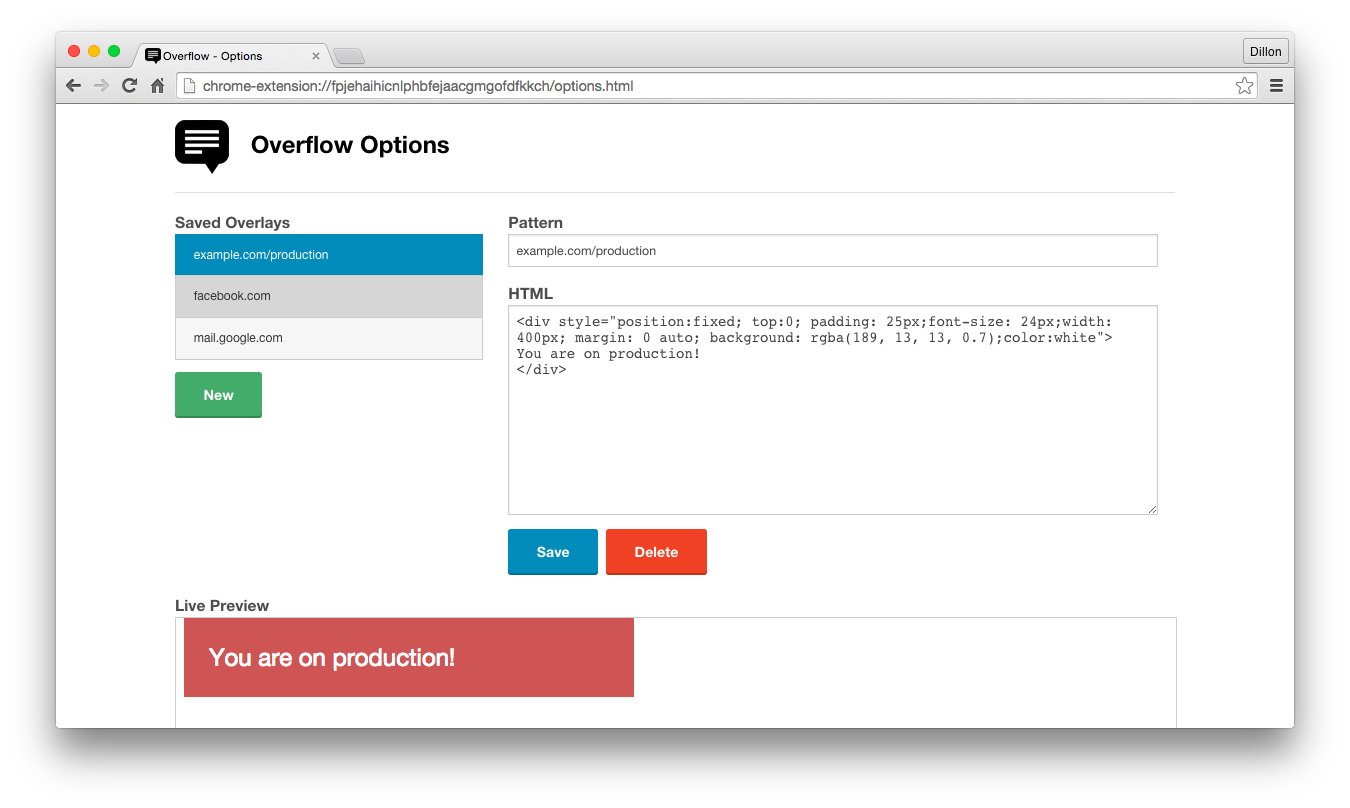 Overflow - Options
Dillon
chrome-extension://fpjehaihicnlphbfejaacgmgofdfkkch/options.html
Overflow Options
Saved Overlays
example.com/production
facebook.com
mail.google.com
New
Pattern
example.com/production
HTML
<div style="position:fixed; top:0; padding: 25px;font-size: 24px;width:
400px; margin: 0 auto; background: rgba(189, 13, 13, 0.7);color:white">
You are on production!
</div>
Save
Delete
Live Preview
You are on production!